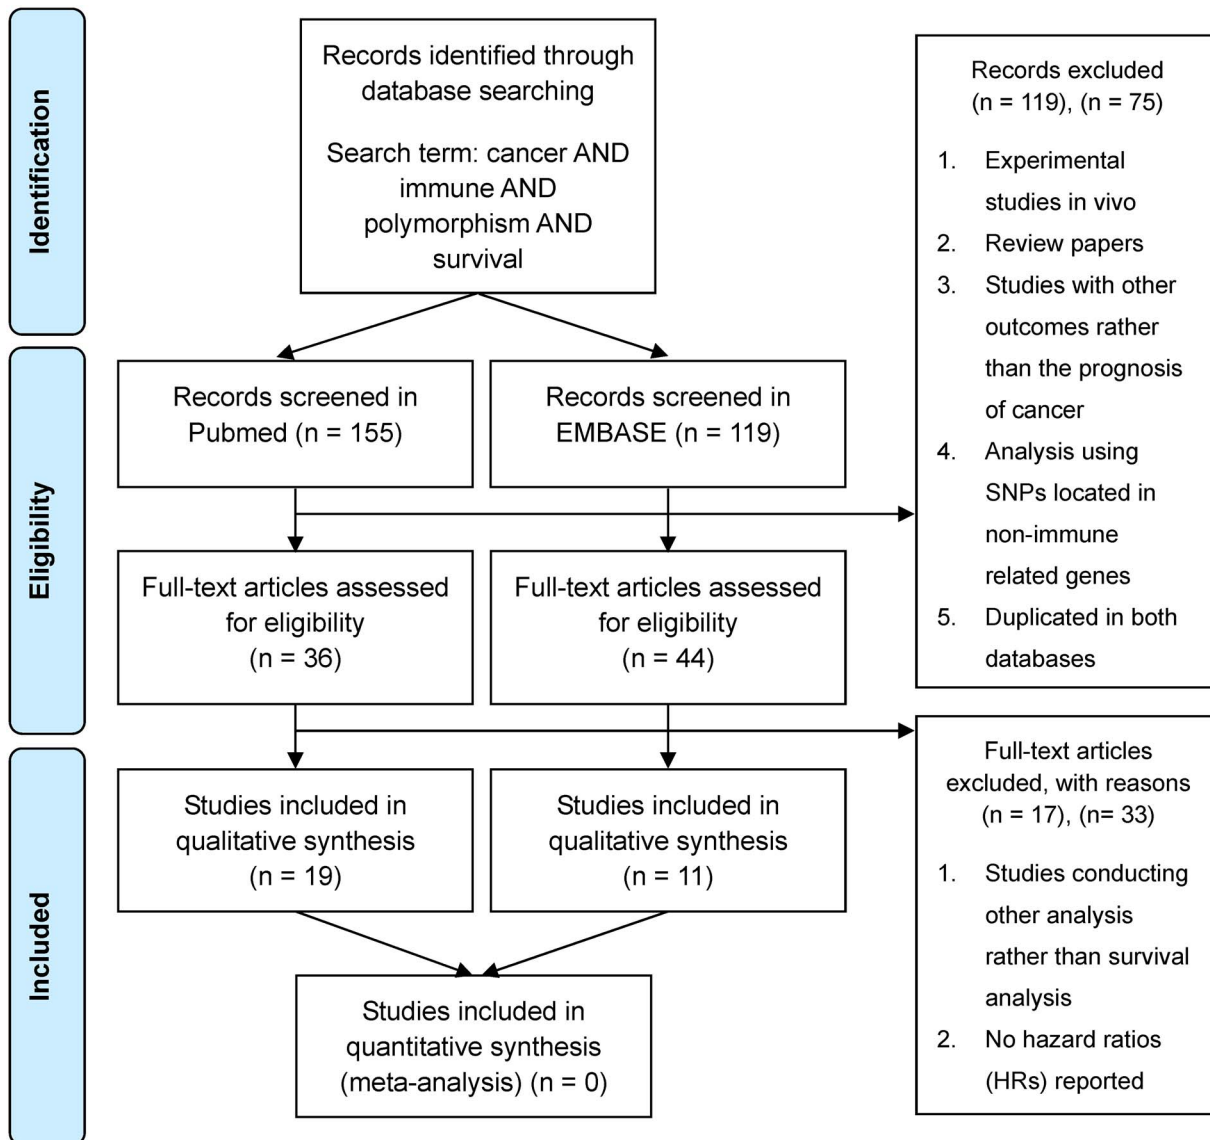 Identification
Records identified through
database searching
Search term: cancer AND
immune AND
polymorphism AND
survival
Records excluded
(n = 119), (n = 75)
1. Experimental
studies in vivo
2. Review papers
3. Studies with other
outcomes rather
than the prognosis
of cancer
4. Analysis using
SNPs located in
non-immune
related genes
5. Duplicated in both
databases
Eligibility
Records screened in
Pubmed (n = 155)
Records screened in
EMBASE (n = 119)
Full-text articles assessed
for eligibility
(n = 36)
Full-text articles assessed
for eligibility
(n = 44)
Included
Studies included in
qualitative synthesis
(n = 19)
Studies included in
qualitative synthesis
(n = 11)
Full-text articles
excluded, with reasons
(n = 17), (n= 33)
1. Studies conducting
other analysis
rather than survival
analysis
2. No hazard ratios
(HRs) reported
Studies included in
quantitative synthesis
(meta-analysis) (n = 0)